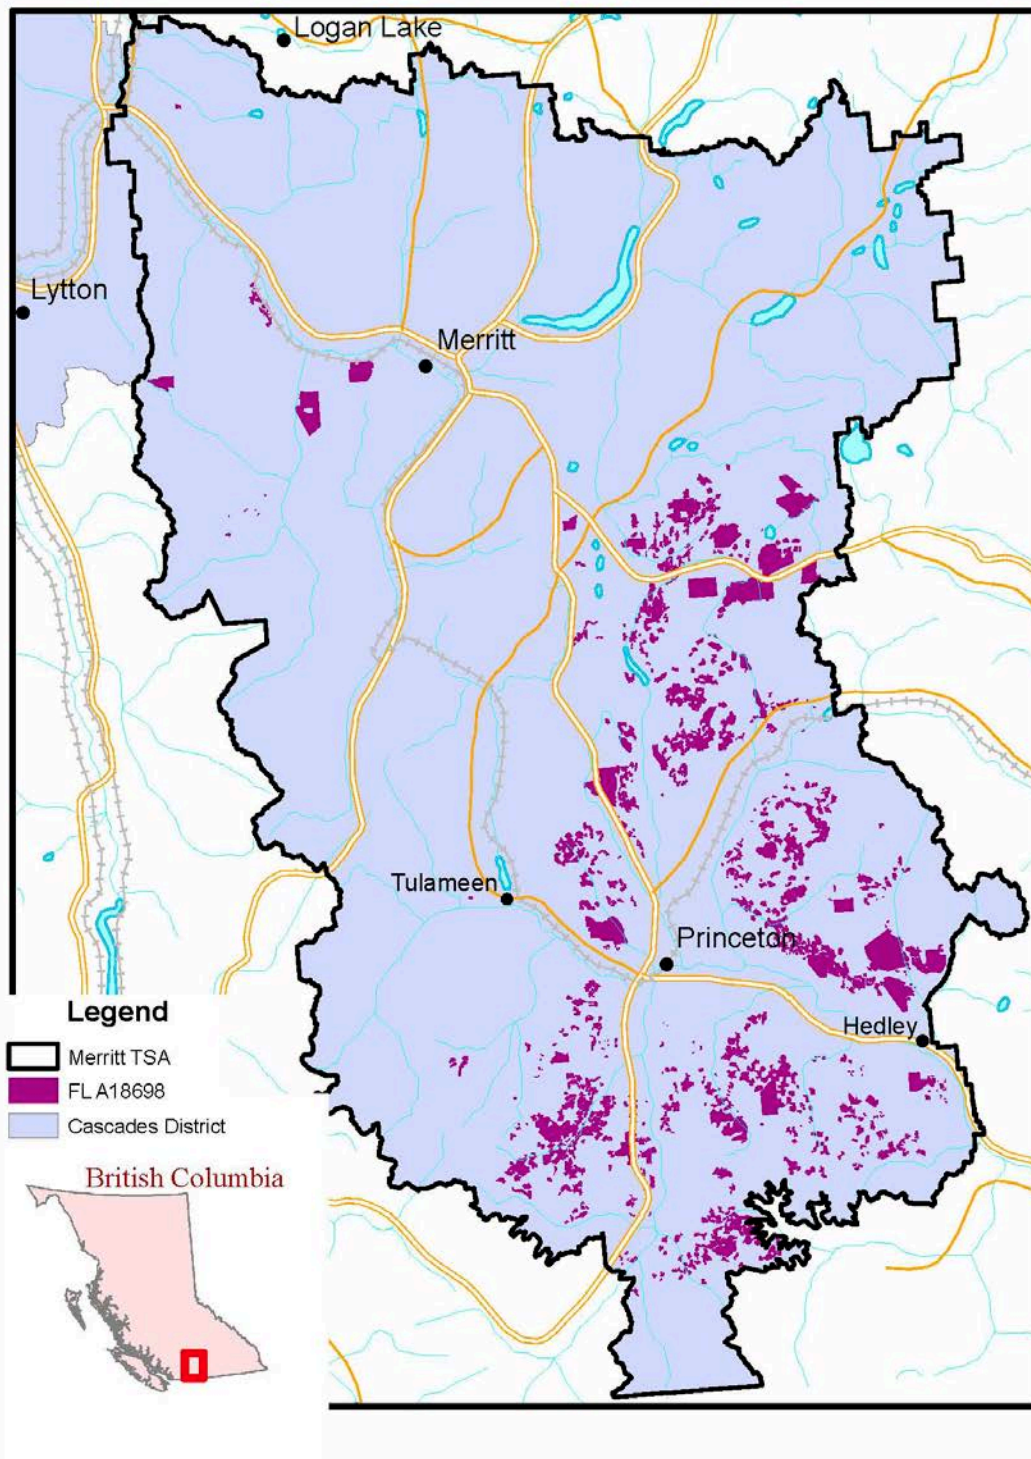 Logan Lake
Lytton
Merritt
Tulameen
Princeton
Hedley
Legend
Merritt TSA
FL A18698
Cascades District
British Columbia